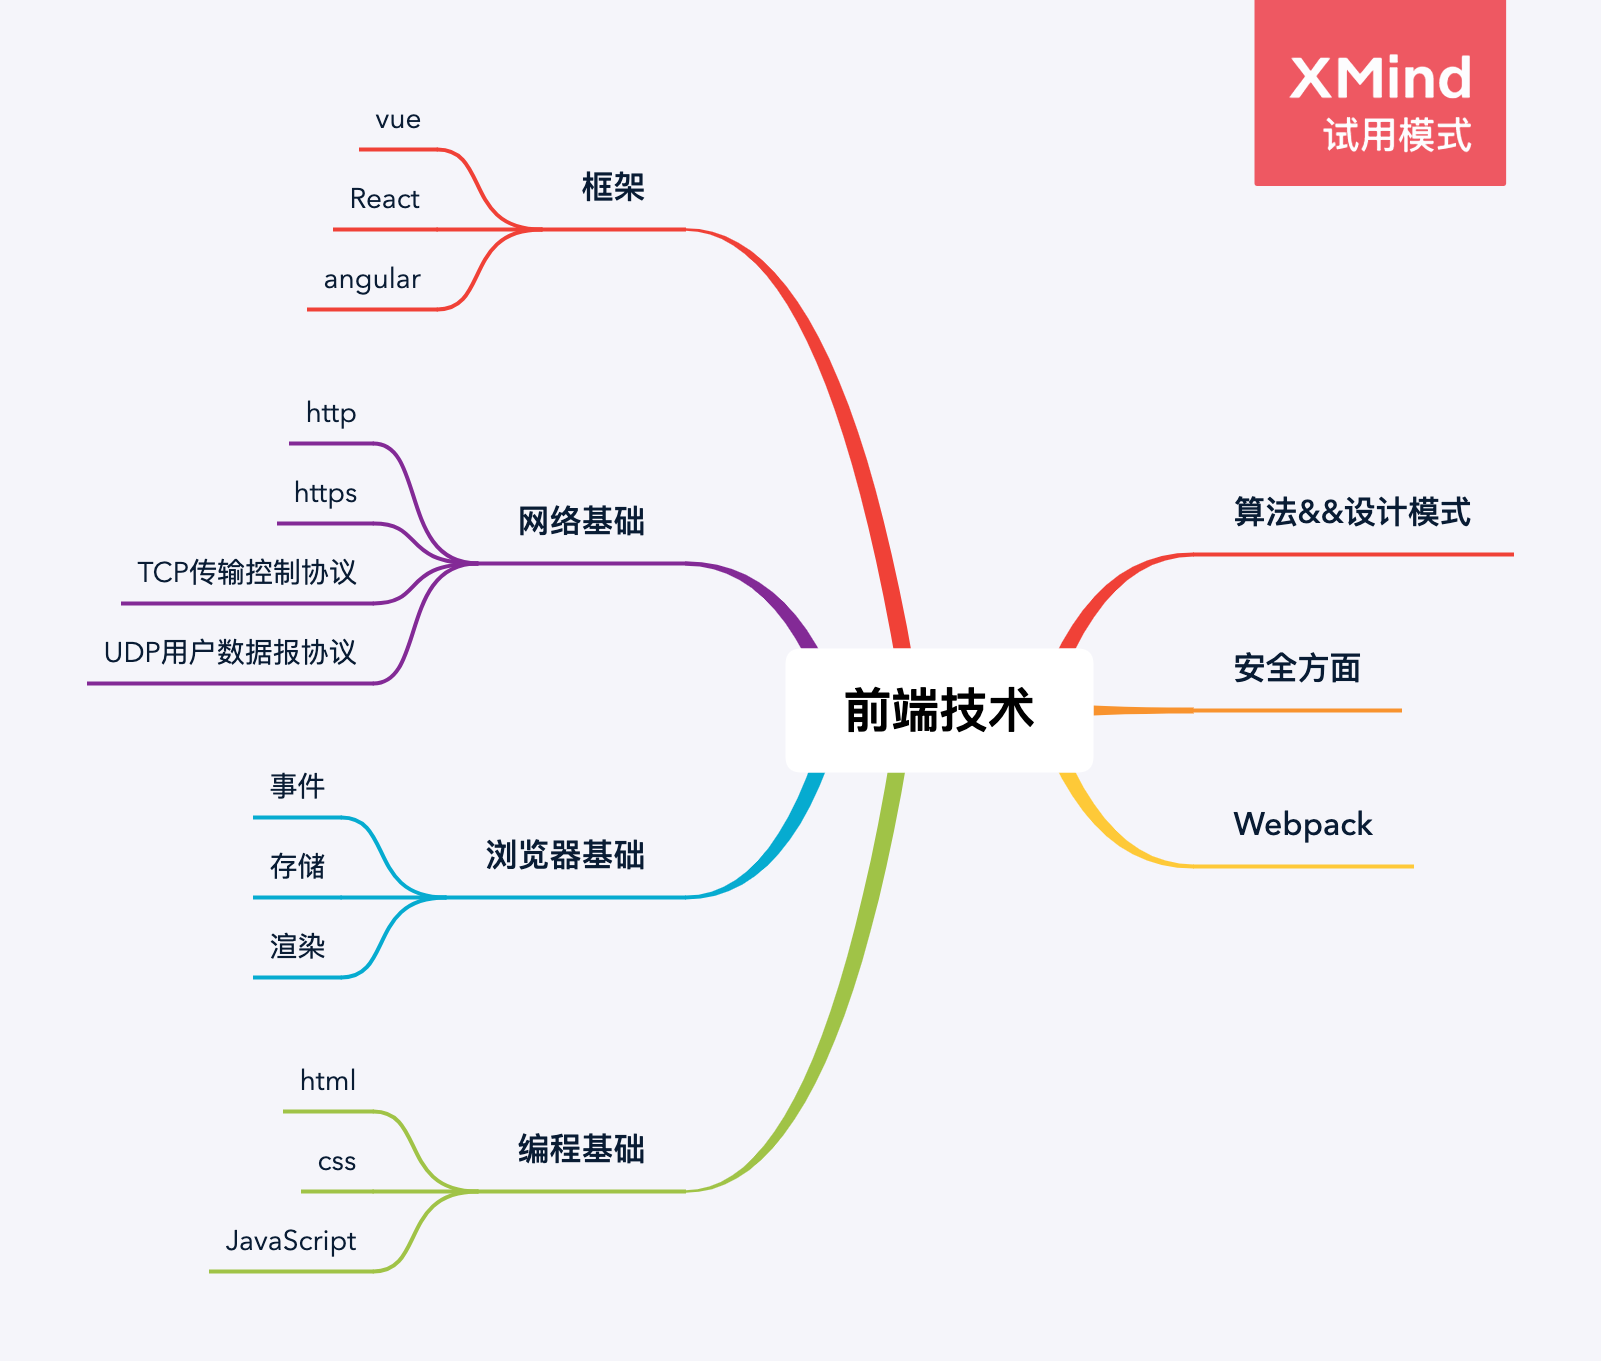 XMind
试用模式
vue
React
angular
框架
http
https
TCP传输控制协议
UDP用户数据报协议
网络基础
事件
存储
渲染
浏览器基础
html
css
JavaScript
编程基础
前端技术
算法&&设计模式
安全方面
Webpack